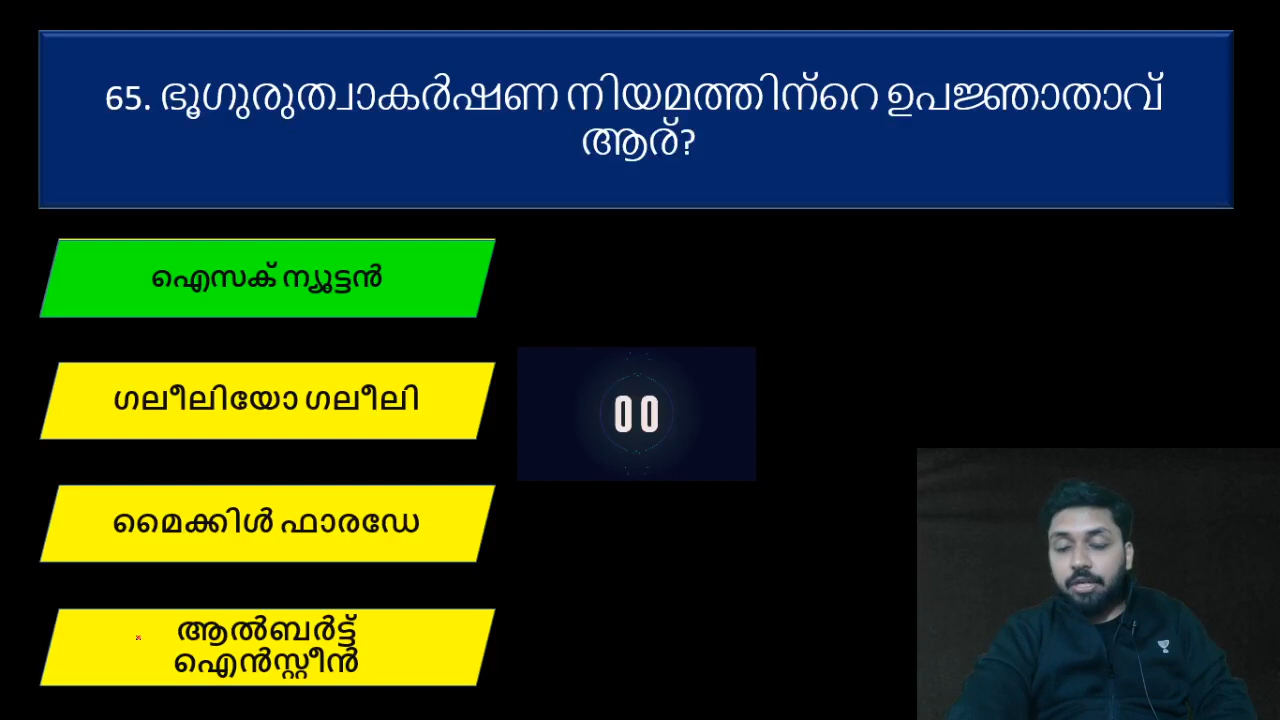 65. ഭൂഗുരുത്വാകർഷണ നിയമത്തിന്റെ ഉപജ്ഞാതാവ്
ആര്?
ഐസക് ന്യൂട്ടൻ
ഗലീലിയോ ഗലീലി
00
മൈക്കിൾ ഫാരഡേ
ആൽബർട്ട്
ഐൻസ്റ്റീൻ